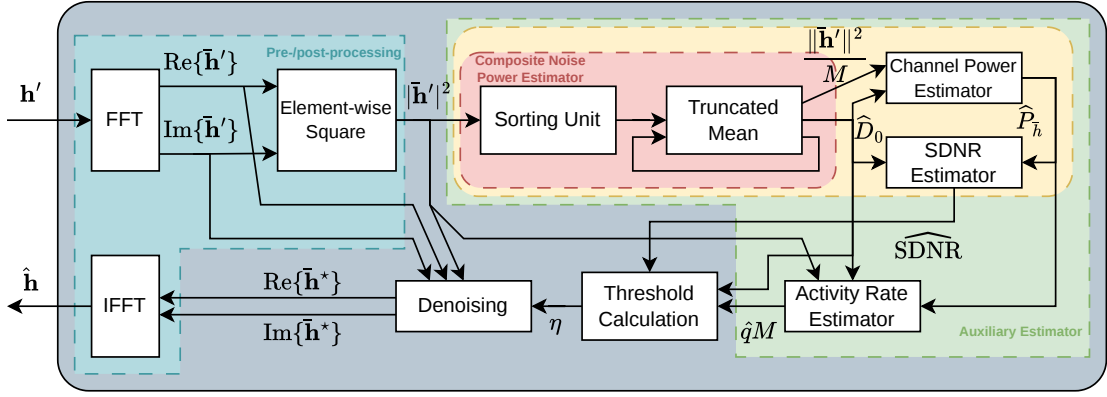 Pre-/post-processing
Composite Noise
Power Estimator
‖h̄′‖²
M
Re{h̄′}
h′
FFT
Im{h̄′}
Element-wise
Square
|h̄′|²
Sorting Unit
Truncated
Mean
Channel Power
Estimator
D̂₀
P̂_h̄
SDNR
Estimator
SDNR̂
ĥ
IFFT
Re{h̄⋆}
Im{h̄⋆}
Denoising
η
Threshold
Calculation
q̂M
Activity Rate
Estimator
Auxiliary Estimator